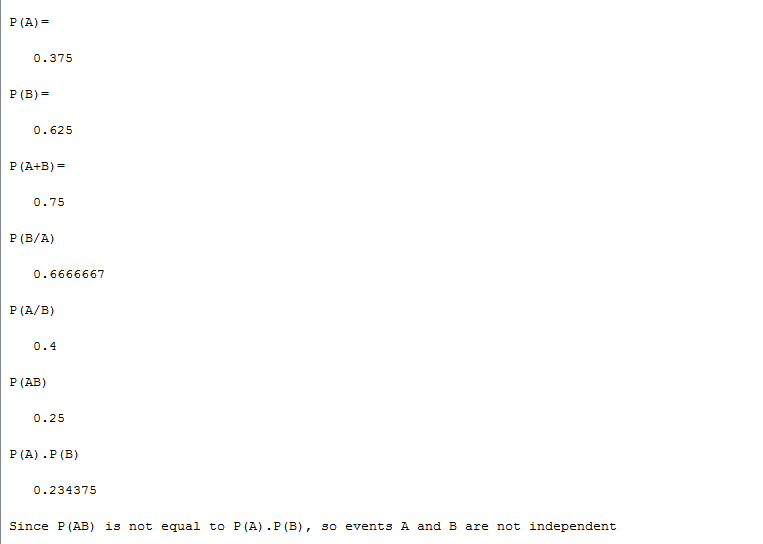 P(A)=
0.375
P(B)=
0.625
P(A+B)=
0.75
P(B/A)
0.6666667
P(A/B)
0.4
P(AB)
0.25
P(A).P(B)
0.234375
Since P(AB) is not equal to P(A).P(B), so events A and B are not independent